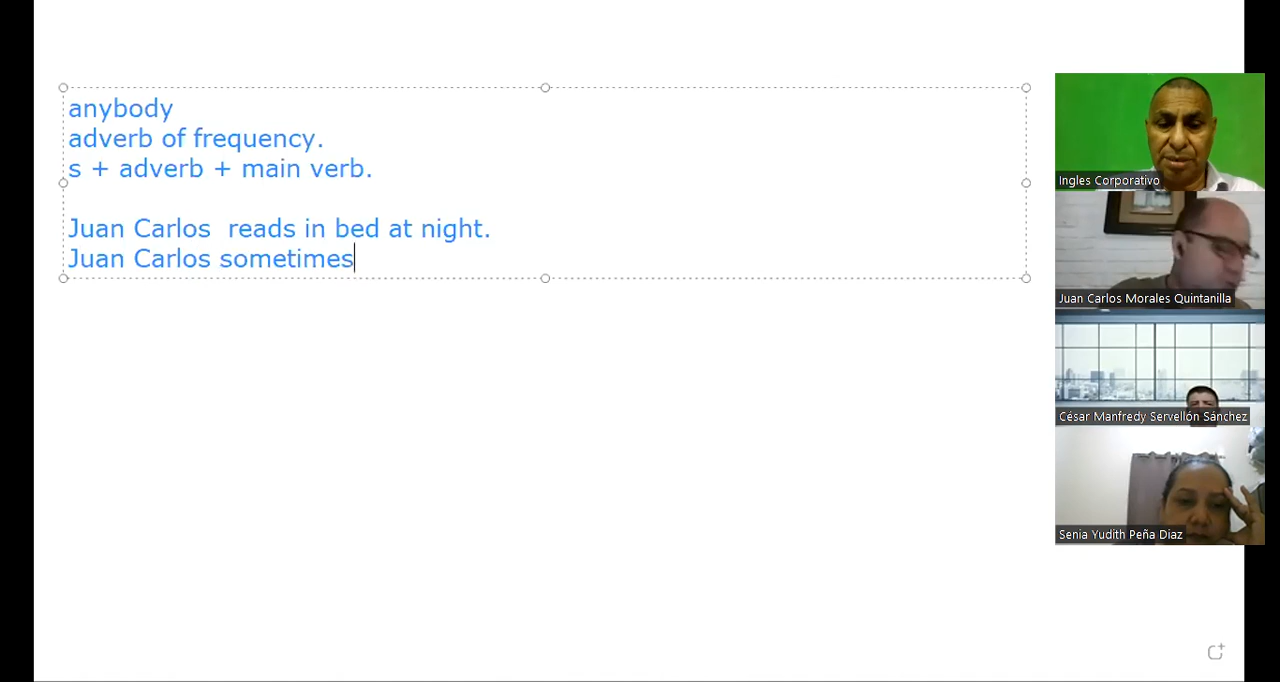 anybody
adverb of frequency.
s + adverb + main verb.
Juan Carlos  reads in bed at night.
Juan Carlos sometimes
Ingles Corporativo
Juan Carlos Morales Quintanilla
César Manfredy Servellón Sánchez
Senia Yudith Peña Diaz